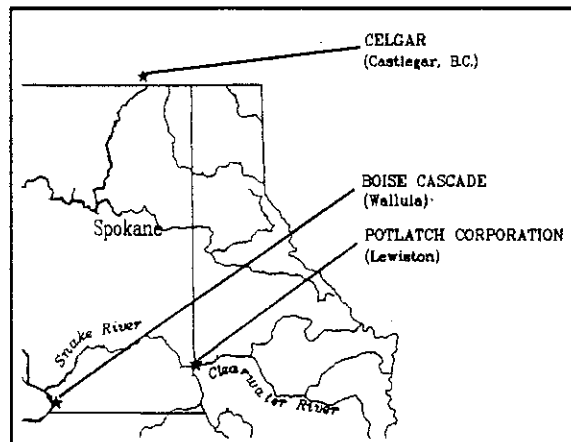 CELGAR
(Castlegar, B.C.)
BOISE CASCADE
(Wallula)
Spokane
POTLATCH CORPORATION
(Lewiston)
Snake River
Clearwater River